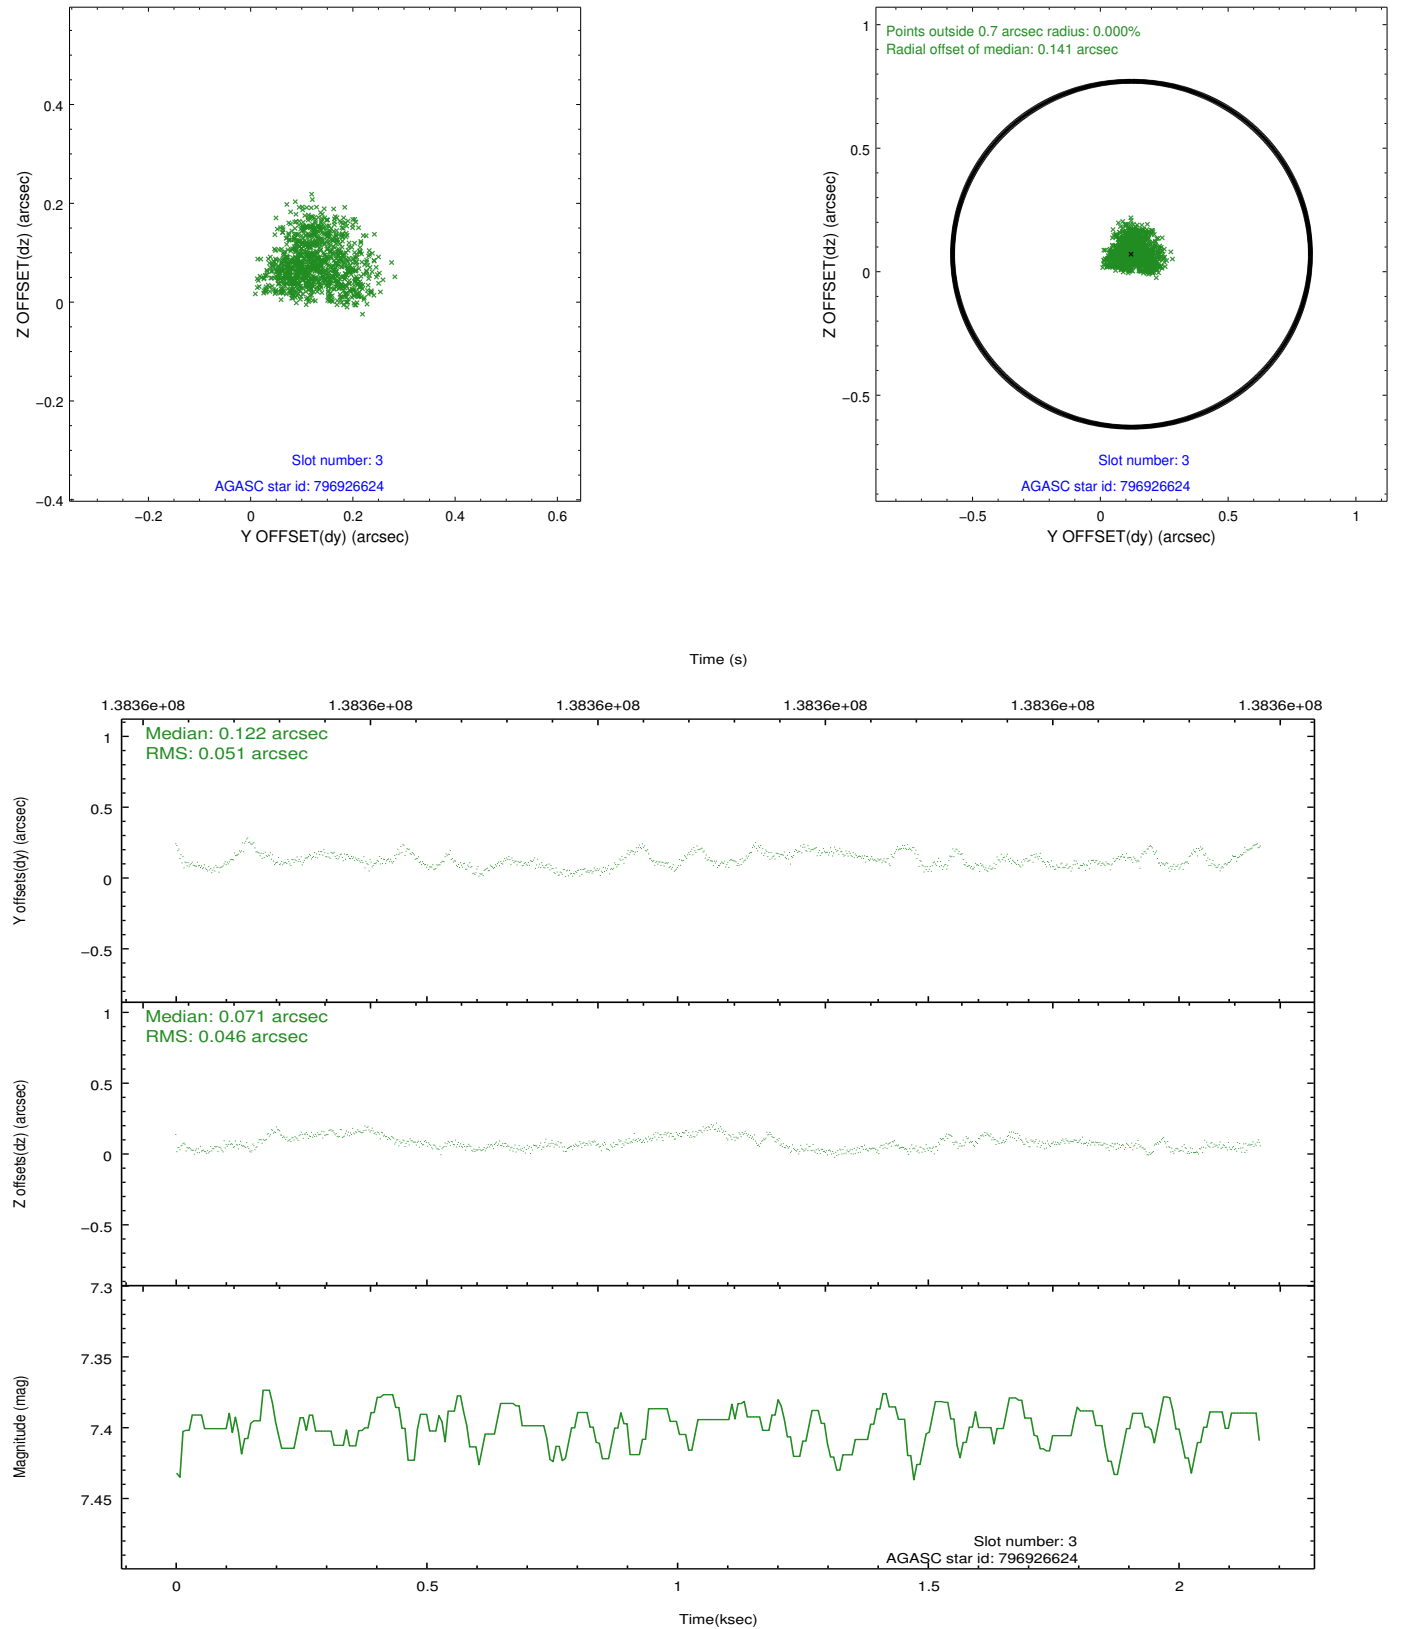 0.4
0.2
0
−0.2
−0.4
Z OFFSET(dz) (arcsec)
Slot number: 3
AGASC star id: 796926624
−0.2 0 0.2 0.4 0.6
Y OFFSET(dy) (arcsec)
Points outside 0.7 arcsec radius: 0.000%
Radial offset of median: 0.141 arcsec
1
0.5
0
−0.5
Z OFFSET(dz) (arcsec)
Slot number: 3
AGASC star id: 796926624
−0.5 0 0.5 1
Y OFFSET(dy) (arcsec)
Time (s)
1.3836e+08 1.3836e+08 1.3836e+08 1.3836e+08 1.3836e+08 1.3836e+08
Median: 0.122 arcsec
RMS: 0.051 arcsec
1
0.5
0
−0.5
Y offsets(dy) (arcsec)
Median: 0.071 arcsec
RMS: 0.046 arcsec
1
0.5
0
−0.5
Z offsets(dz) (arcsec)
7.3
7.35
7.4
7.45
Magnitude (mag)
Slot number: 3
AGASC star id: 796926624
0 0.5 1 1.5 2
Time(ksec)